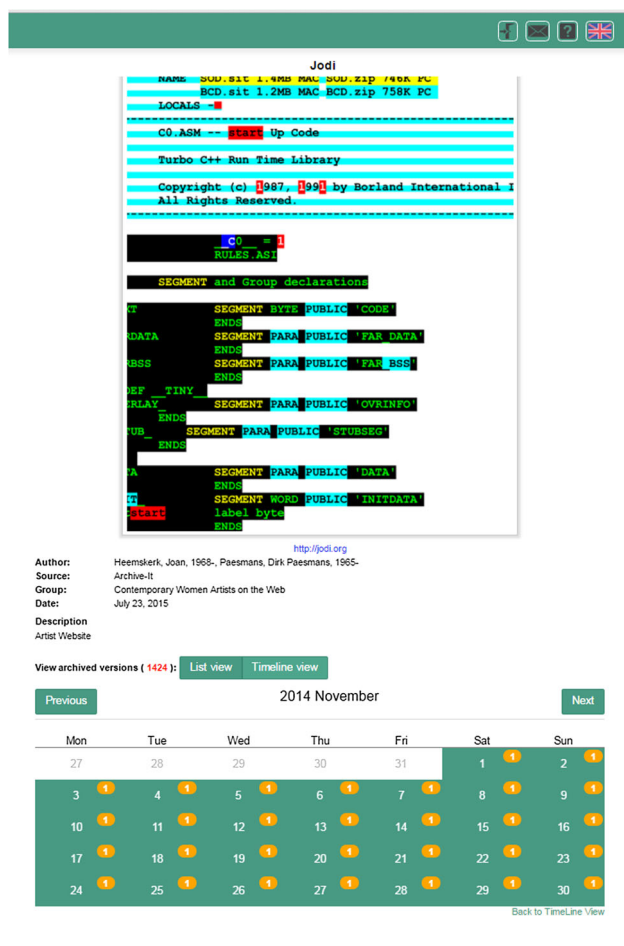 Jodi
NAME SOD.sit 1.4MB MAC SOD.zip 746K PC
BCD.sit 1.2MB MAC BCD.zip 758K PC
LOCALS -
C0.ASM -- start Up Code
Turbo C++ Run Time Library
Copyright (c) 1987, 1991 by Borland International I
All Rights Reserved.
__C0__ = 1
RULES.ASI
SEGMENT and Group declarations
XT SEGMENT BYTE PUBLIC 'CODE'
ENDS
RDATA SEGMENT PARA PUBLIC 'FAR_DATA'
ENDS
RBSS SEGMENT PARA PUBLIC 'FAR_BSS'
ENDS
DEF __TINY__
ERLAY_ SEGMENT PARA PUBLIC 'OVRINFO'
ENDS
TUB_ SEGMENT PARA PUBLIC 'STUBSEG'
ENDS
TA SEGMENT PARA PUBLIC 'DATA'
ENDS
IT_ SEGMENT WORD PUBLIC 'INITDATA'
start label byte
ENDS
http://jodi.org
Author: Heemskerk, Joan, 1968-, Paesmans, Dirk Paesmans, 1965-
Source: Archive-It
Group: Contemporary Women Artists on the Web
Date: July 23, 2015
Description
Artist Website
View archived versions ( 1424 ): List view Timeline view
Previous 2014 November Next
Mon Tue Wed Thu Fri Sat Sun
27 28 29 30 31 1 1 2 1
3 1 4 1 5 1 6 1 7 1 8 1 9 1
10 1 11 1 12 1 13 1 14 1 15 1 16 1
17 1 18 1 19 1 20 1 21 1 22 1 23 1
24 1 25 1 26 1 27 1 28 1 29 1 30 1
Back to TimeLine View